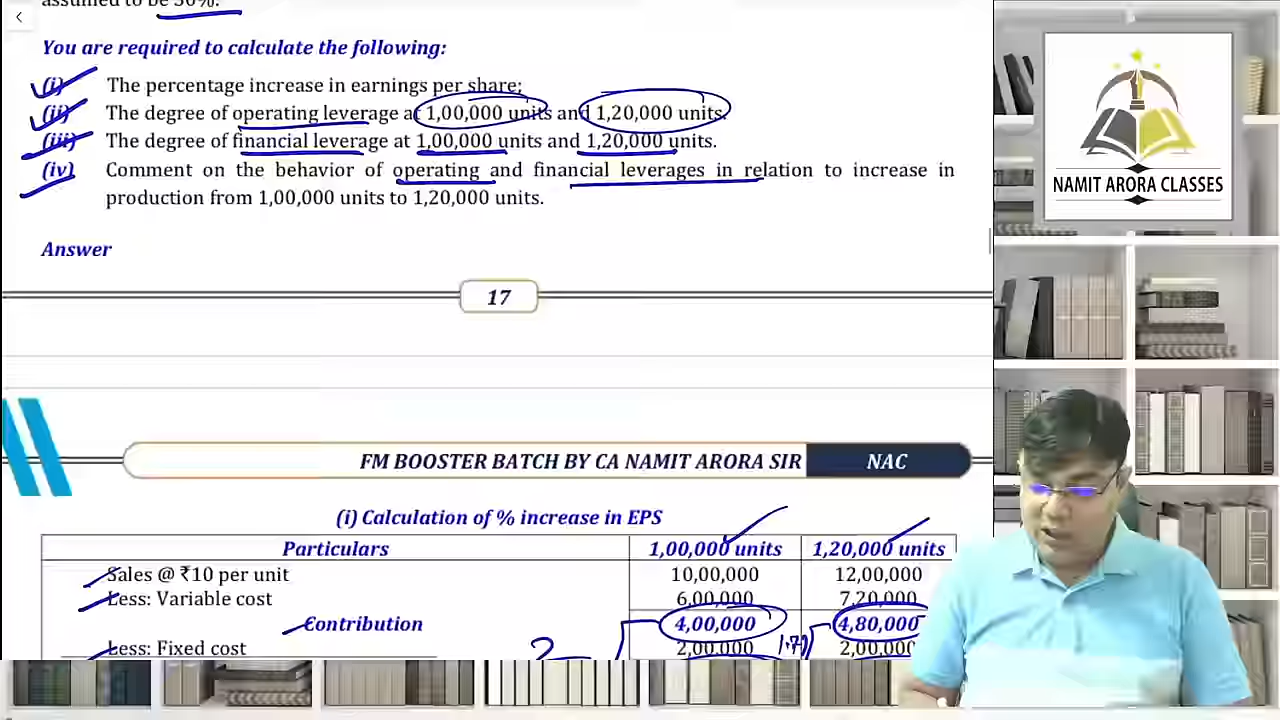 assumed to be 30%.
You are required to calculate the following:
(i) The percentage increase in earnings per share;
(ii) The degree of operating leverage at 1,00,000 units and 1,20,000 units.
(iii) The degree of financial leverage at 1,00,000 units and 1,20,000 units.
(iv) Comment on the behavior of operating and financial leverages in relation to increase in
production from 1,00,000 units to 1,20,000 units.
Answer
17
FM BOOSTER BATCH BY CA NAMIT ARORA SIR NAC
(i) Calculation of % increase in EPS
Particulars 1,00,000 units 1,20,000 units
Sales @ ₹10 per unit 10,00,000 12,00,000
Less: Variable cost 6,00,000 7,20,000
Contribution 4,00,000 4,80,000
Less: Fixed cost 2 2,00,000 1.71 2,00,000
NAMIT ARORA CLASSES